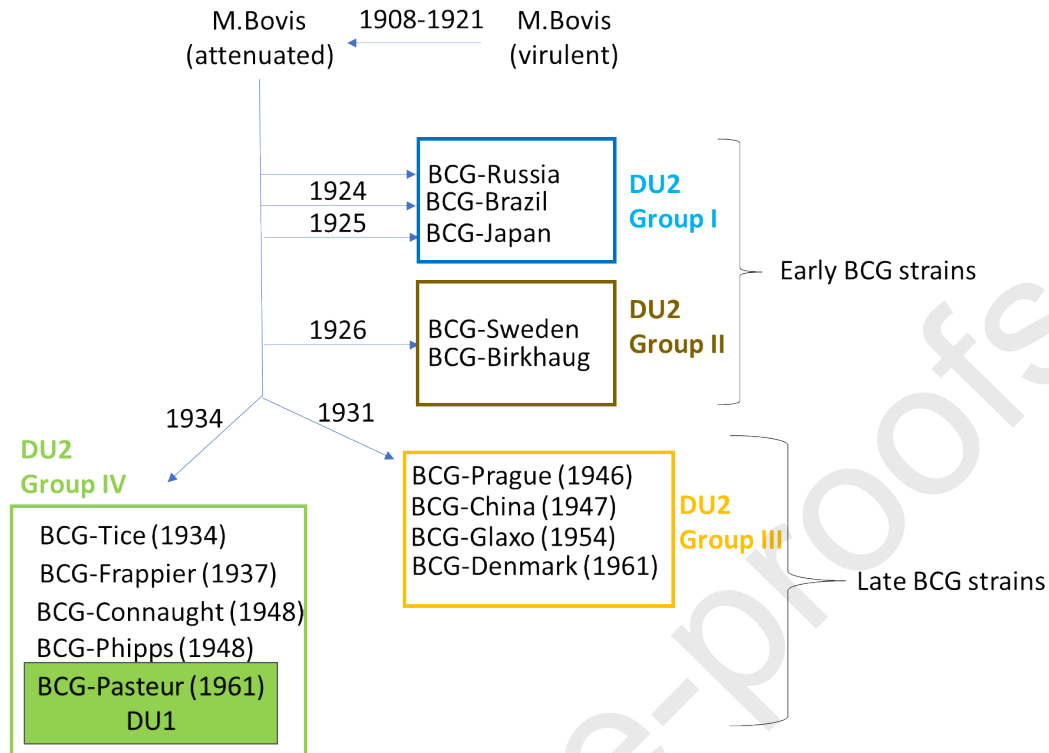 M.Bovis
(attenuated)
1908-1921
M.Bovis
(virulent)
BCG-Russia
1924
BCG-Brazil
1925
BCG-Japan
DU2
Group I
Early BCG strains
1926
BCG-Sweden
BCG-Birkhaug
DU2
Group II
1934
1931
DU2
Group IV
BCG-Tice (1934)
BCG-Frappier (1937)
BCG-Connaught (1948)
BCG-Phipps (1948)
BCG-Pasteur (1961)
DU1
BCG-Prague (1946)
BCG-China (1947)
BCG-Glaxo (1954)
BCG-Denmark (1961)
DU2
Group III
Late BCG strains
e-proofs